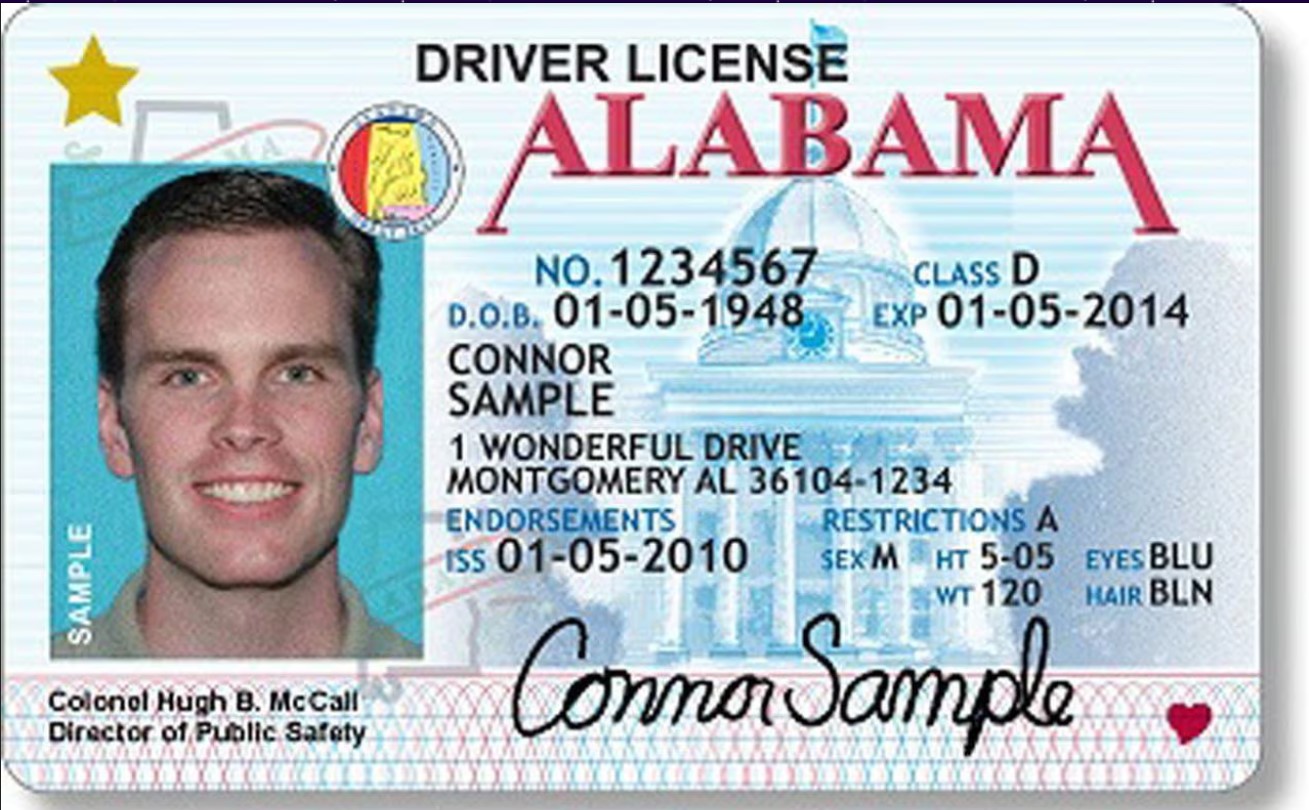 DRIVER LICENSE
ALABAMA
NO. 1234567 CLASS D
D.O.B. 01-05-1948 EXP 01-05-2014
CONNOR
SAMPLE
1 WONDERFUL DRIVE
MONTGOMERY AL 36104-1234
ENDORSEMENTS RESTRICTIONS A
ISS 01-05-2010 SEX M HT 5-05 EYES BLU
WT 120 HAIR BLN
SAMPLE
Connor Sample
Colonel Hugh B. McCall
Director of Public Safety